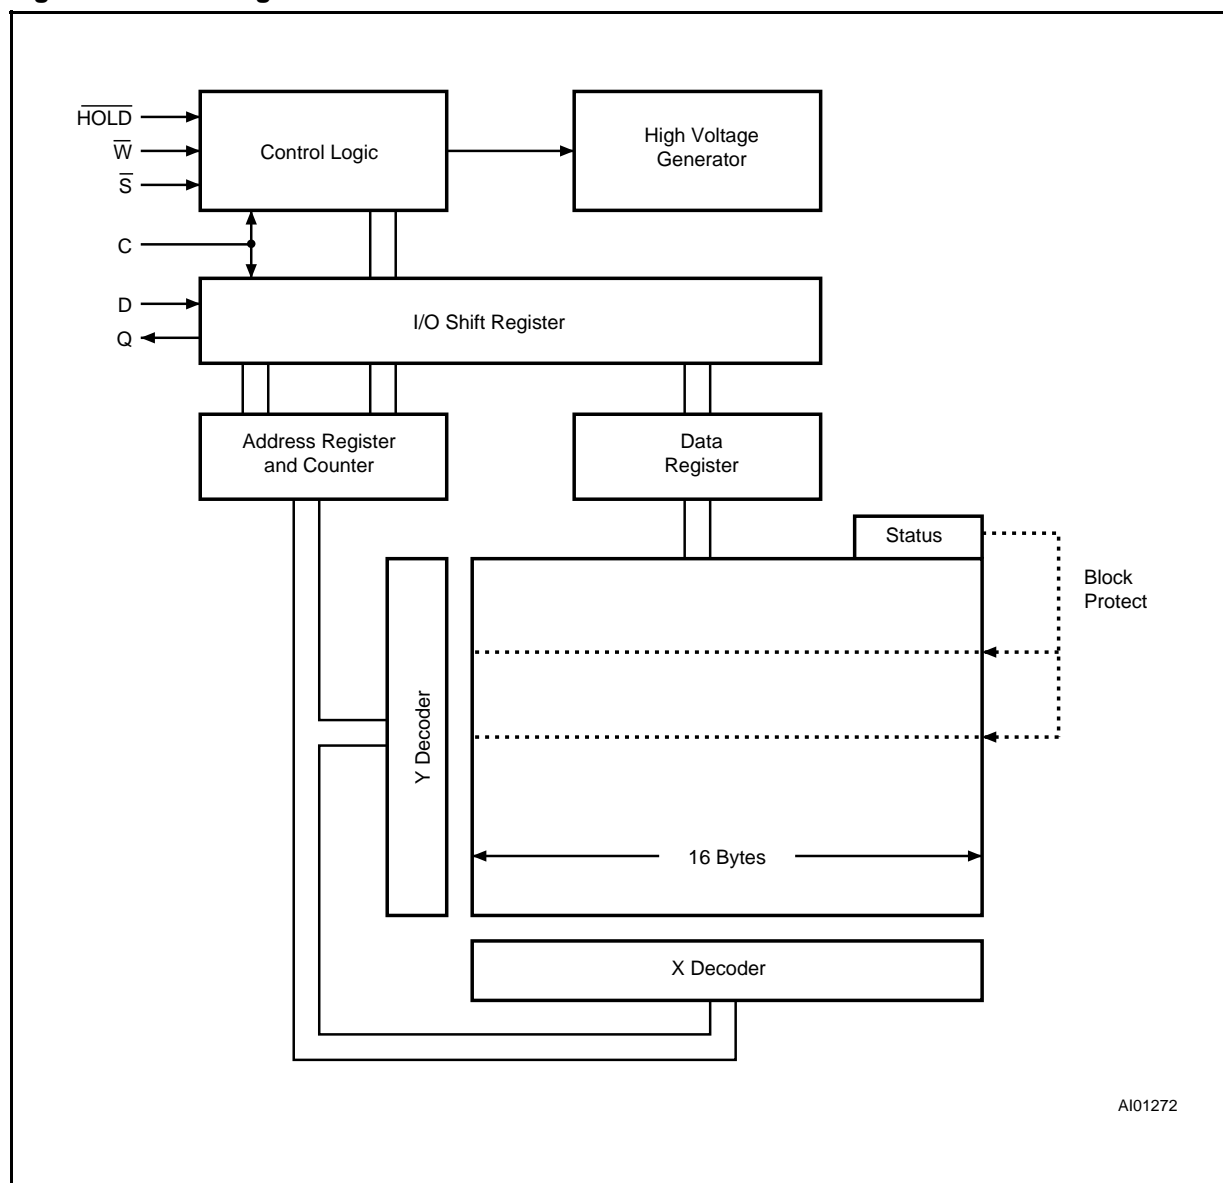 HOLD
W
S
C
D
Q
Control Logic
High Voltage
Generator
I/O Shift Register
Address Register
and Counter
Data
Register
Status
Block
Protect
Y Decoder
16 Bytes
X Decoder
AI01272